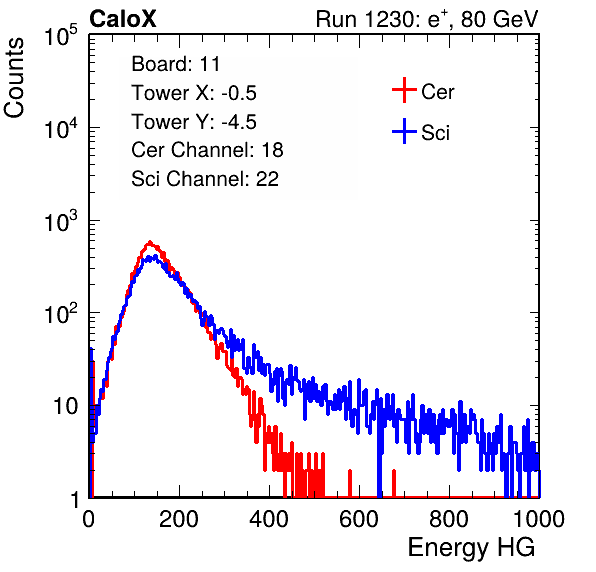 CaloX Run 1230: e⁺, 80 GeV
Counts
10⁵
10⁴
10³
10²
10
1
Board: 11
Tower X: -0.5
Tower Y: -4.5
Cer Channel: 18
Sci Channel: 22
Cer
Sci
0 200 400 600 800 1000
Energy HG